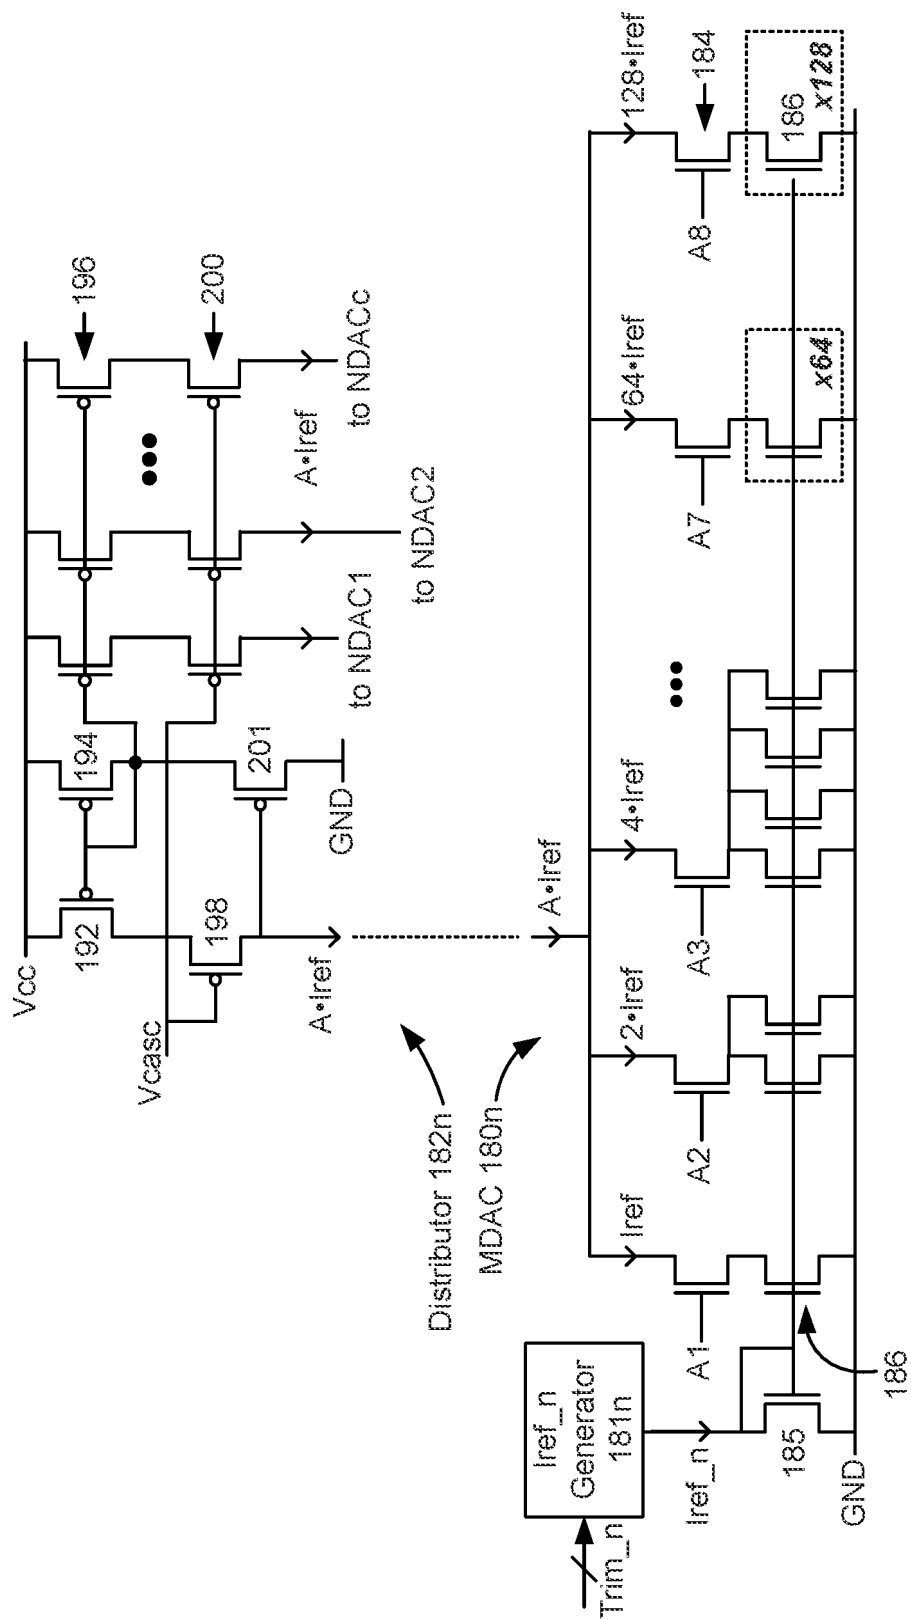 Vcc
192
194
196
Vcasc
198
200
201
GND
A•Iref
to NDAC1
to NDAC2
A•Iref
to NDACc
Distributor 182n
MDAC 180n
A•Iref
Iref
2•Iref
4•Iref
64•Iref
128•Iref
184
Trim_n
Iref_n
Generator
181n
Iref_n
A1
A2
A3
A7
A8
185
186
x64
186
x128
GND